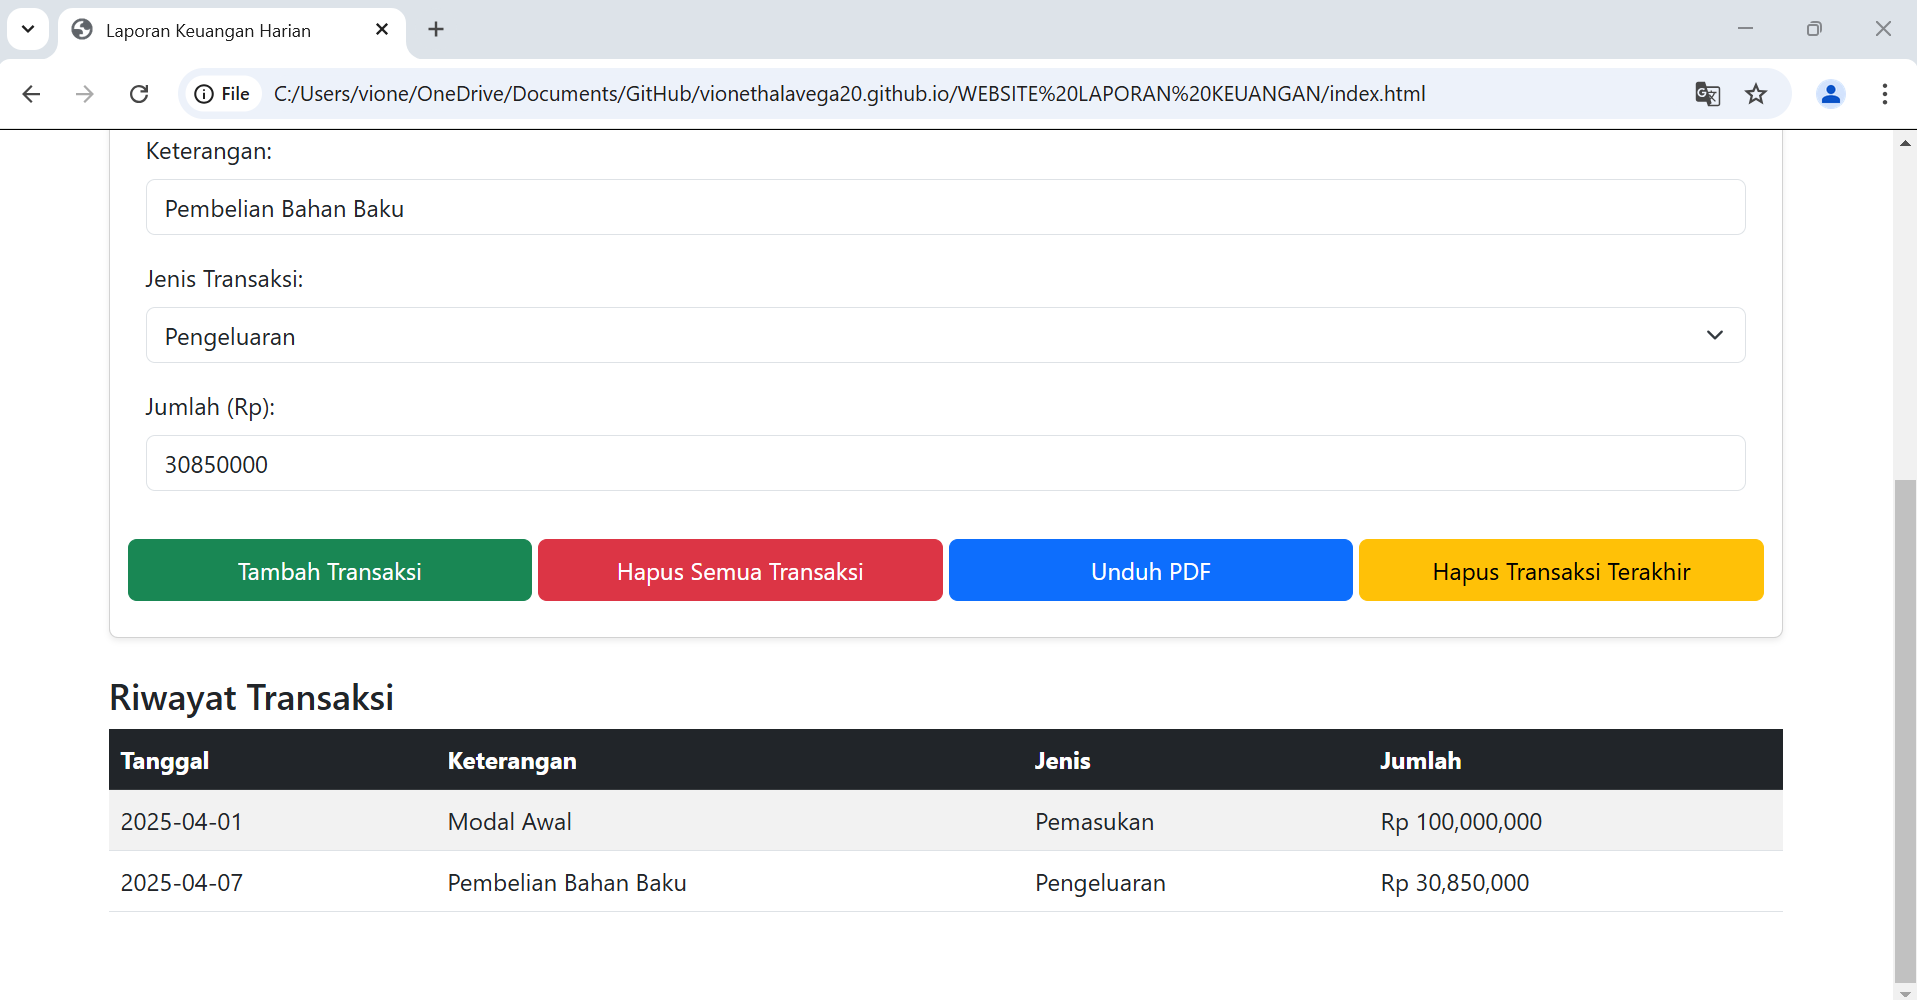 Laporan Keuangan Harian
File C:/Users/vione/OneDrive/Documents/GitHub/vionethalavega20.github.io/WEBSITE%20LAPORAN%20KEUANGAN/index.html
Keterangan:
Pembelian Bahan Baku
Jenis Transaksi:
Pengeluaran
Jumlah (Rp):
30850000
Tambah Transaksi Hapus Semua Transaksi Unduh PDF Hapus Transaksi Terakhir
Riwayat Transaksi
Tanggal Keterangan Jenis Jumlah
2025-04-01 Modal Awal Pemasukan Rp 100,000,000
2025-04-07 Pembelian Bahan Baku Pengeluaran Rp 30,850,000